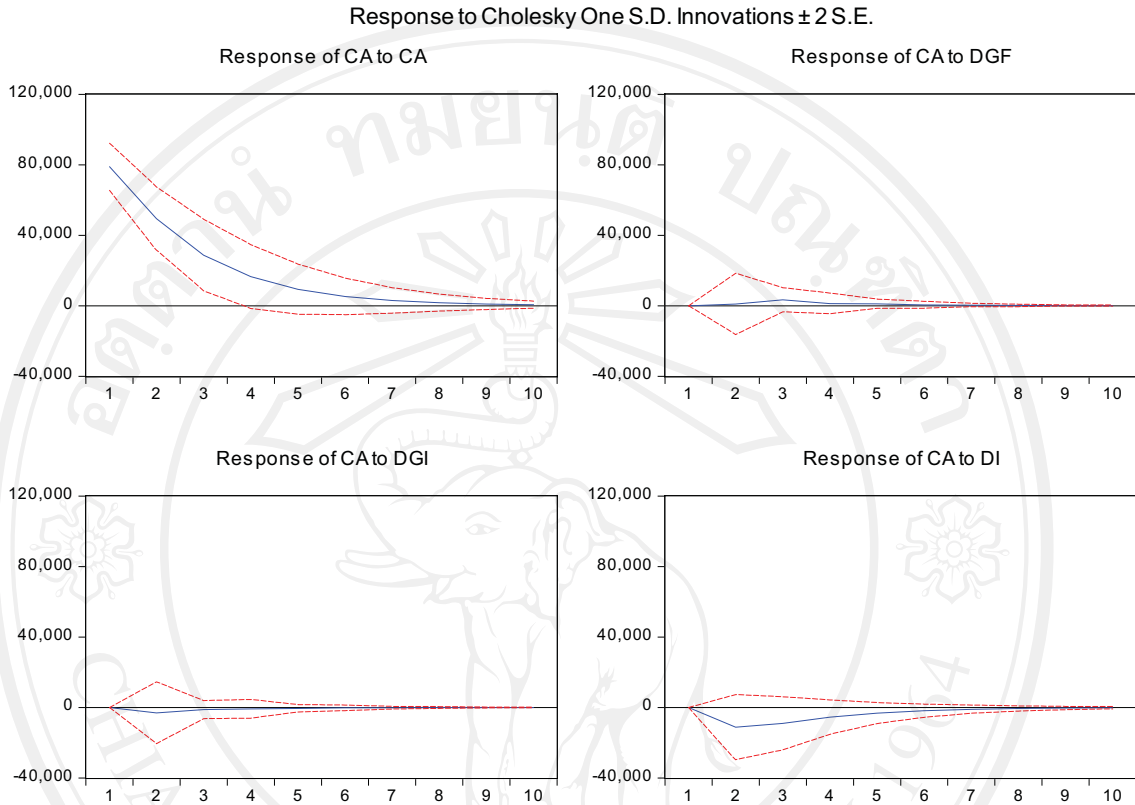 Response to Cholesky One S.D. Innovations ± 2 S.E.
Response of CA to CA
120,000
80,000
40,000
0
-40,000
1 2 3 4 5 6 7 8 9 10
Response of CA to DGF
120,000
80,000
40,000
0
-40,000
1 2 3 4 5 6 7 8 9 10
Response of CA to DGI
120,000
80,000
40,000
0
-40,000
1 2 3 4 5 6 7 8 9 10
Response of CA to DI
120,000
80,000
40,000
0
-40,000
1 2 3 4 5 6 7 8 9 10
1964